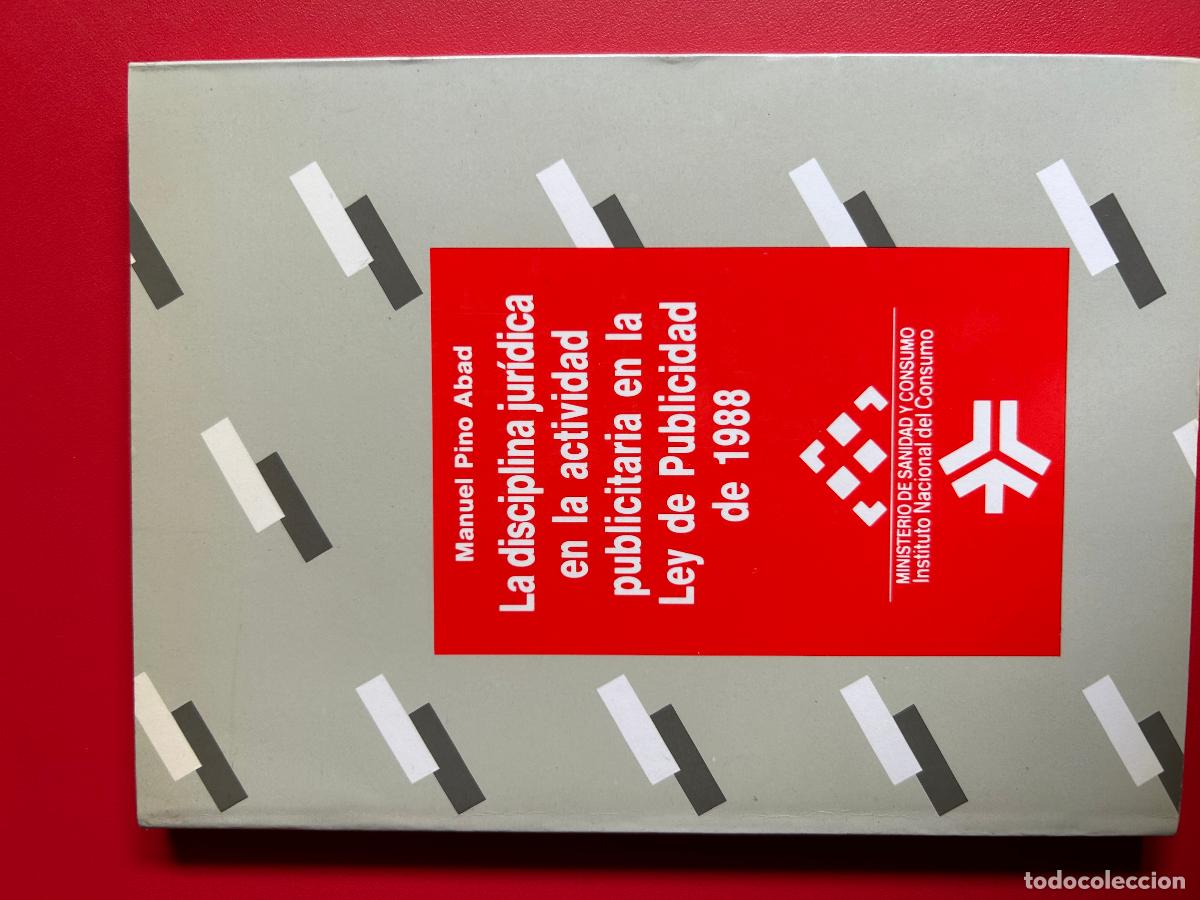 Manuel Pino Abad
La disciplina jurídica
en la actividad
publicitaria en la
Ley de Publicidad
de 1988
MINISTERIO DE SANIDAD Y CONSUMO
Instituto Nacional del Consumo
todocoleccion